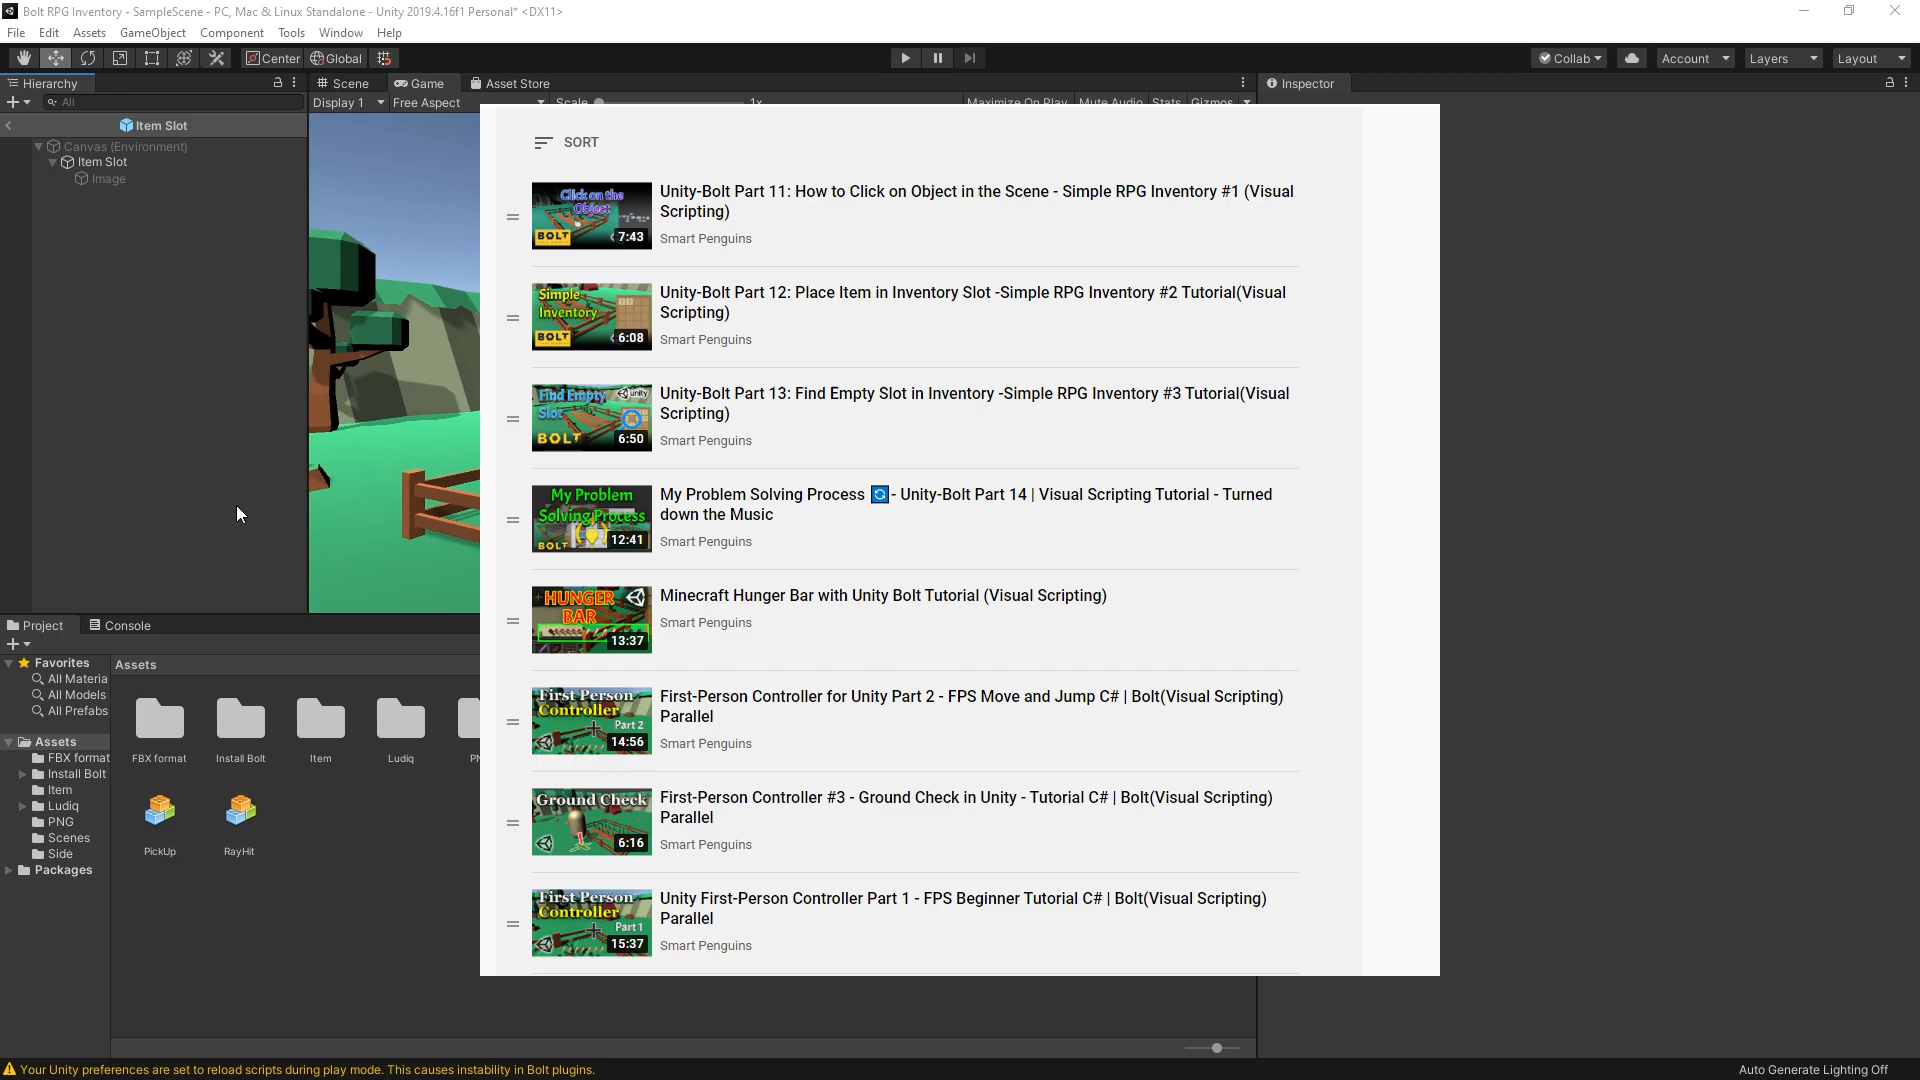 Bolt RPG Inventory - SampleScene - PC, Mac & Linux Standalone - Unity 2019.4.16f1 Personal* <DX11>
File Edit Assets GameObject Component Tools Window Help
Center Global Collab Account Layers Layout
Hierarchy Scene Game Asset Store Inspector
All Display 1 Free Aspect Scale 1x Maximize On Play Mute Audio Stats Gizmos
Item Slot
Canvas (Environment)
Item Slot
Image
SORT
Click on the
Object
BOLT
7:43
Unity-Bolt Part 11: How to Click on Object in the Scene - Simple RPG Inventory #1 (Visual
Scripting)
Smart Penguins
Simple
Inventory
BOLT
6:08
Unity-Bolt Part 12: Place Item in Inventory Slot -Simple RPG Inventory #2 Tutorial(Visual
Scripting)
Smart Penguins
Find Empty
Slot
unity
BOLT
6:50
Unity-Bolt Part 13: Find Empty Slot in Inventory -Simple RPG Inventory #3 Tutorial(Visual
Scripting)
Smart Penguins
My Problem
Solving Process
BOLT
12:41
My Problem Solving Process 🔄- Unity-Bolt Part 14 | Visual Scripting Tutorial - Turned
down the Music
Smart Penguins
HUNGER
BAR
13:37
Minecraft Hunger Bar with Unity Bolt Tutorial (Visual Scripting)
Smart Penguins
First Person
Controller
Part 2
14:56
First-Person Controller for Unity Part 2 - FPS Move and Jump C# | Bolt(Visual Scripting)
Parallel
Smart Penguins
Ground Check
6:16
First-Person Controller #3 - Ground Check in Unity - Tutorial C# | Bolt(Visual Scripting)
Parallel
Smart Penguins
First Person
Controller
Part 1
15:37
Unity First-Person Controller Part 1 - FPS Beginner Tutorial C# | Bolt(Visual Scripting)
Parallel
Smart Penguins
Project Console
Favorites
All Materia
All Models
All Prefabs
Assets
FBX format
Install Bolt
Item
Ludiq
PNG
Scenes
Side
Packages
Assets
FBX format Install Bolt Item Ludiq
PickUp RayHit
Your Unity preferences are set to reload scripts during play mode. This causes instability in Bolt plugins.
Auto Generate Lighting Off